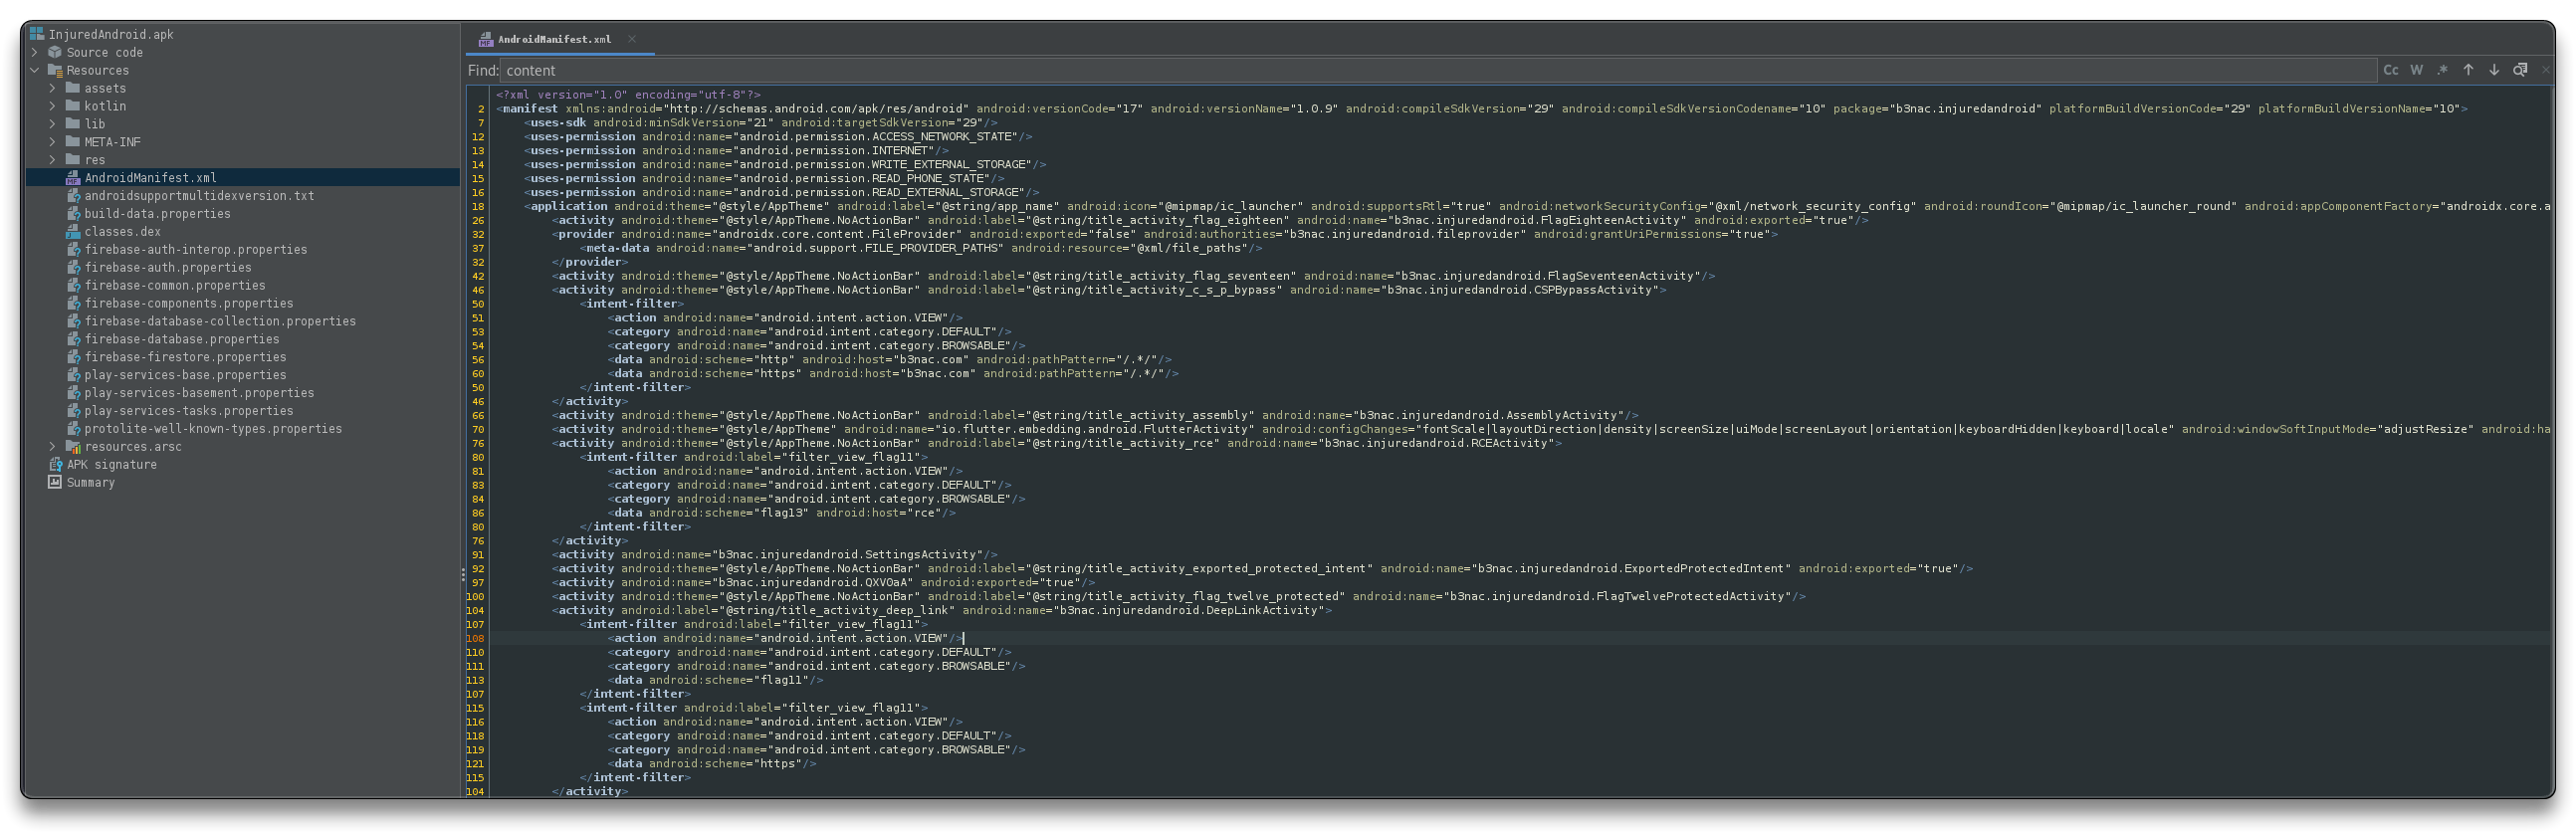 InjuredAndroid.apk
Source code
Resources
assets
kotlin
lib
META-INF
res
AndroidManifest.xml
androidsupportmultidexversion.txt
build-data.properties
classes.dex
firebase-auth-interop.properties
firebase-auth.properties
firebase-common.properties
firebase-components.properties
firebase-database-collection.properties
firebase-database.properties
firebase-firestore.properties
play-services-base.properties
play-services-basement.properties
play-services-tasks.properties
protolite-well-known-types.properties
resources.arsc
APK signature
Summary
AndroidManifest.xml
Find: content
Cc W .*
<?xml version="1.0" encoding="utf-8"?>
2 <manifest xmlns:android="http://schemas.android.com/apk/res/android" android:versionCode="17" android:versionName="1.0.9" android:compileSdkVersion="29" android:compileSdkVersionCodename="10" package="b3nac.injuredandroid" platformBuildVersionCode="29" platformBuildVersionName="10">
7 <uses-sdk android:minSdkVersion="21" android:targetSdkVersion="29"/>
12 <uses-permission android:name="android.permission.ACCESS_NETWORK_STATE"/>
13 <uses-permission android:name="android.permission.INTERNET"/>
14 <uses-permission android:name="android.permission.WRITE_EXTERNAL_STORAGE"/>
15 <uses-permission android:name="android.permission.READ_PHONE_STATE"/>
16 <uses-permission android:name="android.permission.READ_EXTERNAL_STORAGE"/>
18 <application android:theme="@style/AppTheme" android:label="@string/app_name" android:icon="@mipmap/ic_launcher" android:supportsRtl="true" android:networkSecurityConfig="@xml/network_security_config" android:roundIcon="@mipmap/ic_launcher_round" android:appComponentFactory="androidx.core.a
26 <activity android:theme="@style/AppTheme.NoActionBar" android:label="@string/title_activity_flag_eighteen" android:name="b3nac.injuredandroid.FlagEighteenActivity" android:exported="true"/>
32 <provider android:name="androidx.core.content.FileProvider" android:exported="false" android:authorities="b3nac.injuredandroid.fileprovider" android:grantUriPermissions="true">
37 <meta-data android:name="android.support.FILE_PROVIDER_PATHS" android:resource="@xml/file_paths"/>
32 </provider>
42 <activity android:theme="@style/AppTheme.NoActionBar" android:label="@string/title_activity_flag_seventeen" android:name="b3nac.injuredandroid.FlagSeventeenActivity"/>
46 <activity android:theme="@style/AppTheme.NoActionBar" android:label="@string/title_activity_c_s_p_bypass" android:name="b3nac.injuredandroid.CSPBypassActivity">
50 <intent-filter>
51 <action android:name="android.intent.action.VIEW"/>
53 <category android:name="android.intent.category.DEFAULT"/>
54 <category android:name="android.intent.category.BROWSABLE"/>
56 <data android:scheme="http" android:host="b3nac.com" android:pathPattern="/.*/"/>
60 <data android:scheme="https" android:host="b3nac.com" android:pathPattern="/.*/"/>
50 </intent-filter>
46 </activity>
66 <activity android:theme="@style/AppTheme.NoActionBar" android:label="@string/title_activity_assembly" android:name="b3nac.injuredandroid.AssemblyActivity"/>
70 <activity android:theme="@style/AppTheme" android:name="io.flutter.embedding.android.FlutterActivity" android:configChanges="fontScale|layoutDirection|density|screenSize|uiMode|screenLayout|orientation|keyboardHidden|keyboard|locale" android:windowSoftInputMode="adjustResize" android:ha
76 <activity android:theme="@style/AppTheme.NoActionBar" android:label="@string/title_activity_rce" android:name="b3nac.injuredandroid.RCEActivity">
80 <intent-filter android:label="filter_view_flag11">
81 <action android:name="android.intent.action.VIEW"/>
83 <category android:name="android.intent.category.DEFAULT"/>
84 <category android:name="android.intent.category.BROWSABLE"/>
86 <data android:scheme="flag13" android:host="rce"/>
80 </intent-filter>
76 </activity>
91 <activity android:name="b3nac.injuredandroid.SettingsActivity"/>
92 <activity android:theme="@style/AppTheme.NoActionBar" android:label="@string/title_activity_exported_protected_intent" android:name="b3nac.injuredandroid.ExportedProtectedIntent" android:exported="true"/>
97 <activity android:name="b3nac.injuredandroid.QXV0aA" android:exported="true"/>
100 <activity android:theme="@style/AppTheme.NoActionBar" android:label="@string/title_activity_flag_twelve_protected" android:name="b3nac.injuredandroid.FlagTwelveProtectedActivity"/>
104 <activity android:label="@string/title_activity_deep_link" android:name="b3nac.injuredandroid.DeepLinkActivity">
107 <intent-filter android:label="filter_view_flag11">
108 <action android:name="android.intent.action.VIEW"/>
110 <category android:name="android.intent.category.DEFAULT"/>
111 <category android:name="android.intent.category.BROWSABLE"/>
113 <data android:scheme="flag11"/>
107 </intent-filter>
115 <intent-filter android:label="filter_view_flag11">
116 <action android:name="android.intent.action.VIEW"/>
118 <category android:name="android.intent.category.DEFAULT"/>
119 <category android:name="android.intent.category.BROWSABLE"/>
121 <data android:scheme="https"/>
115 </intent-filter>
104 </activity>